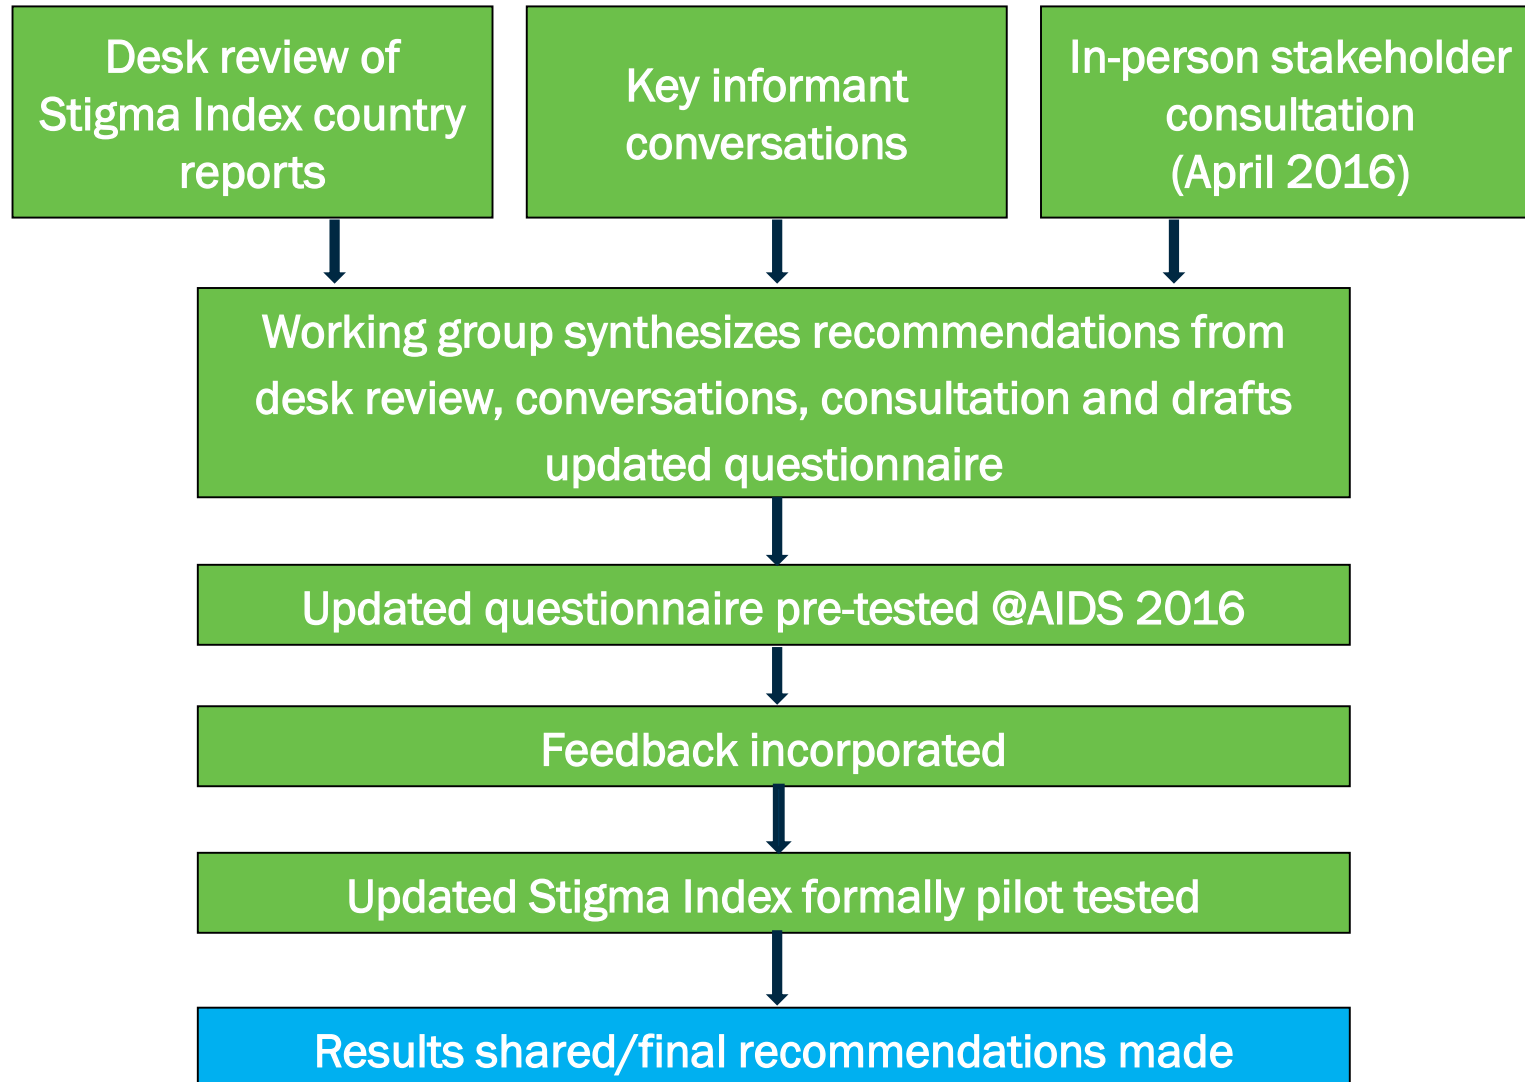 Desk review of
Stigma Index country
reports
Key informant
conversations
In-person stakeholder
consultation
(April 2016)
Working group synthesizes recommendations from
desk review, conversations, consultation and drafts
updated questionnaire
Updated questionnaire pre-tested @AIDS 2016
Feedback incorporated
Updated Stigma Index formally pilot tested
Results shared/final recommendations made